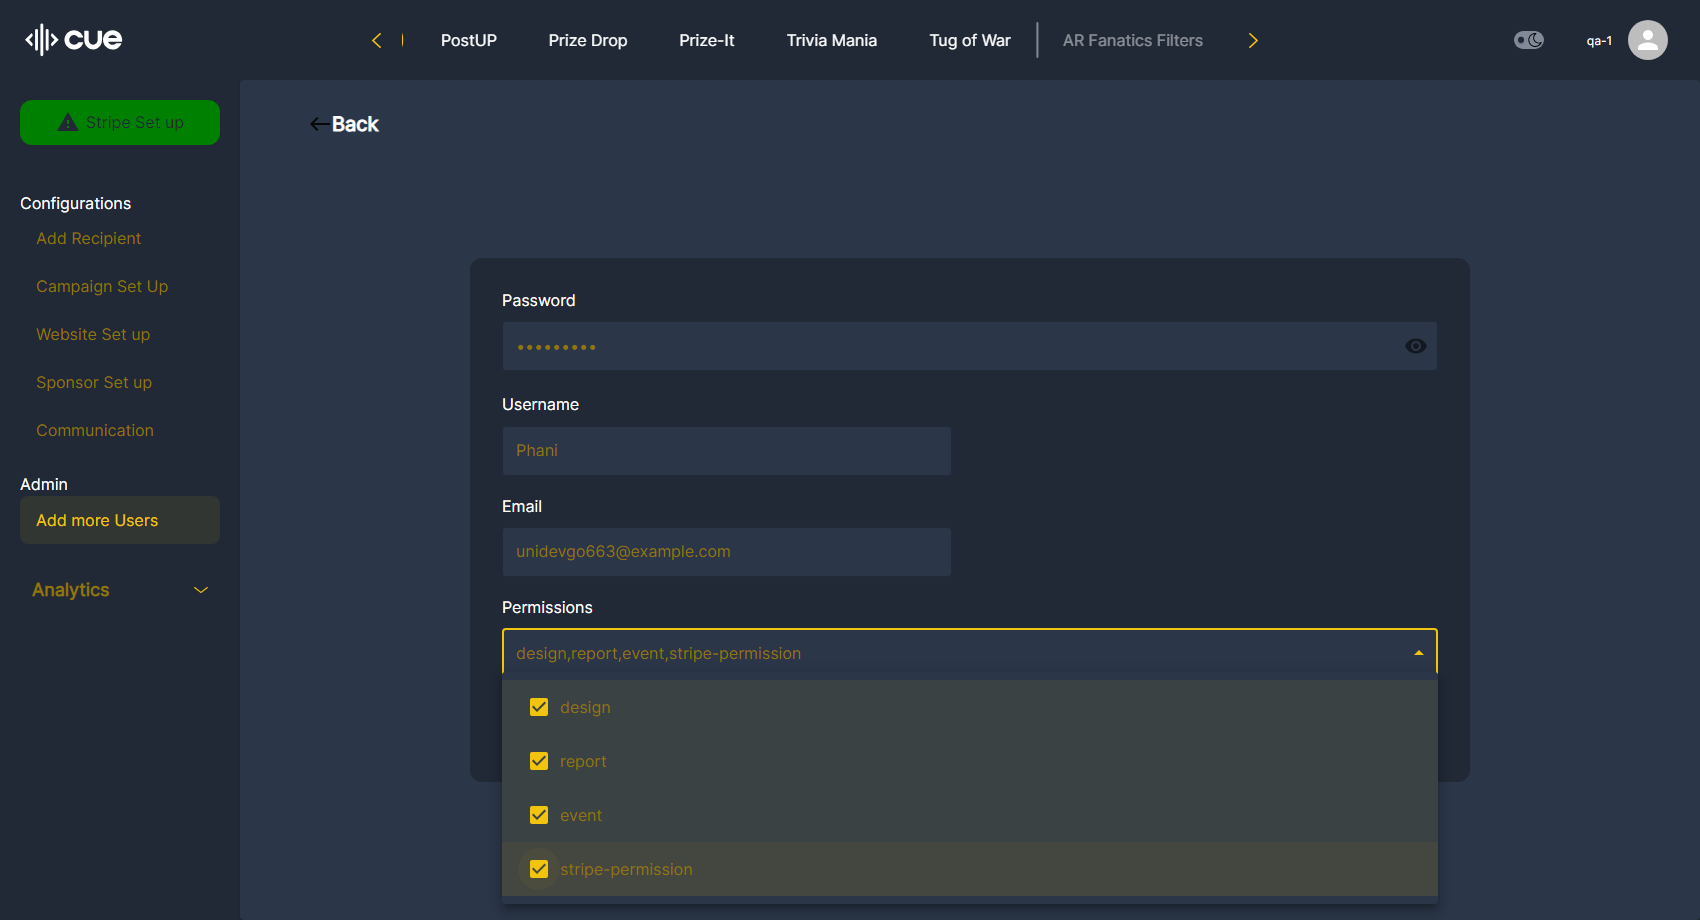 cue
PostUP
Prize Drop
Prize-It
Trivia Mania
Tug of War
AR Fanatics Filters
qa-1
Stripe Set up
Configurations
Add Recipient
Campaign Set Up
Website Set up
Sponsor Set up
Communication
Admin
Add more Users
Analytics
Back
Password
•••••••••
Username
Phani
Email
unidevgo663@example.com
Permissions
design,report,event,stripe-permission
design
report
event
stripe-permission